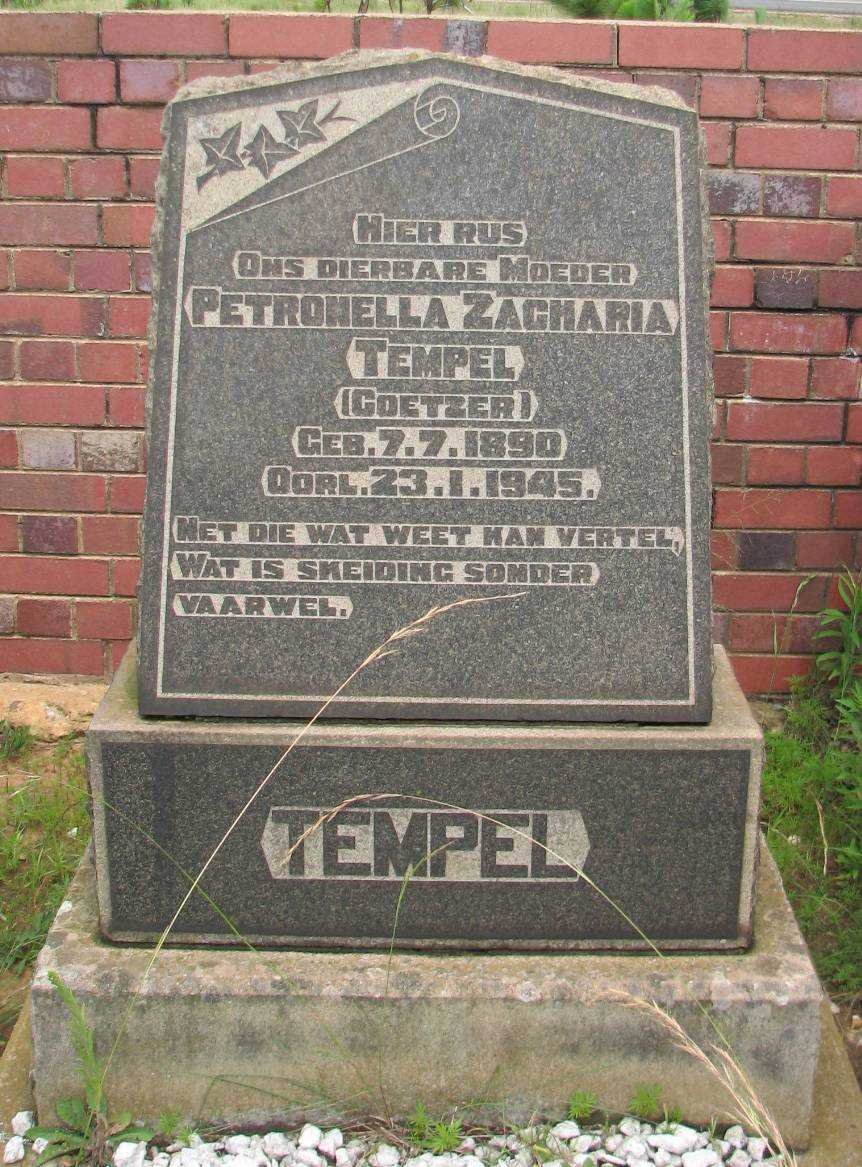 HIER RUS
ONS DIERBARE MOEDER
PETRONELLA ZACHARIA
TEMPEL
(COETZER)
GEB. 7.7.1890
OORL. 23.1.1945.
NET DIE WAT WEET KAN VERTEL,
WAT IS SKEIDING SONDER
VAARWEL.
TEMPEL